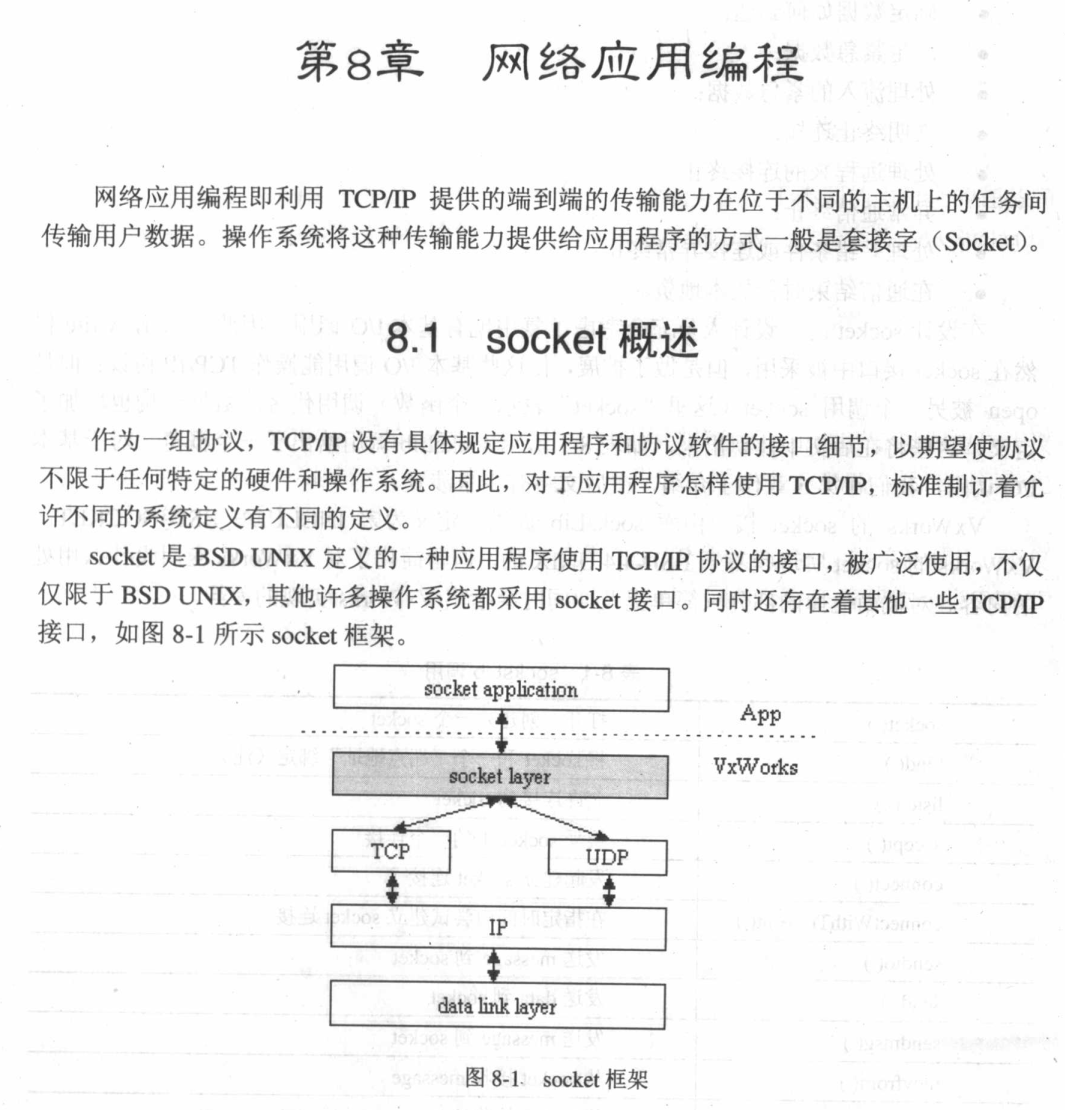 第8章 网络应用编程
网络应用编程即利用 TCP/IP 提供的端到端的传输能力在位于不同的主机上的任务间
传输用户数据。操作系统将这种传输能力提供给应用程序的方式一般是套接字（Socket）。
8.1 socket 概述
作为一组协议，TCP/IP 没有具体规定应用程序和协议软件的接口细节，以期望使协议
不限于任何特定的硬件和操作系统。因此，对于应用程序怎样使用 TCP/IP，标准制订着允
许不同的系统定义有不同的定义。
socket 是 BSD UNIX 定义的一种应用程序使用 TCP/IP 协议的接口，被广泛使用，不仅
仅限于 BSD UNIX，其他许多操作系统都采用 socket 接口。同时还存在着其他一些 TCP/IP
接口，如图 8-1 所示 socket 框架。
socket application
App
socket layer
VxWorks
TCP
UDP
IP
data link layer
图 8-1 socket 框架